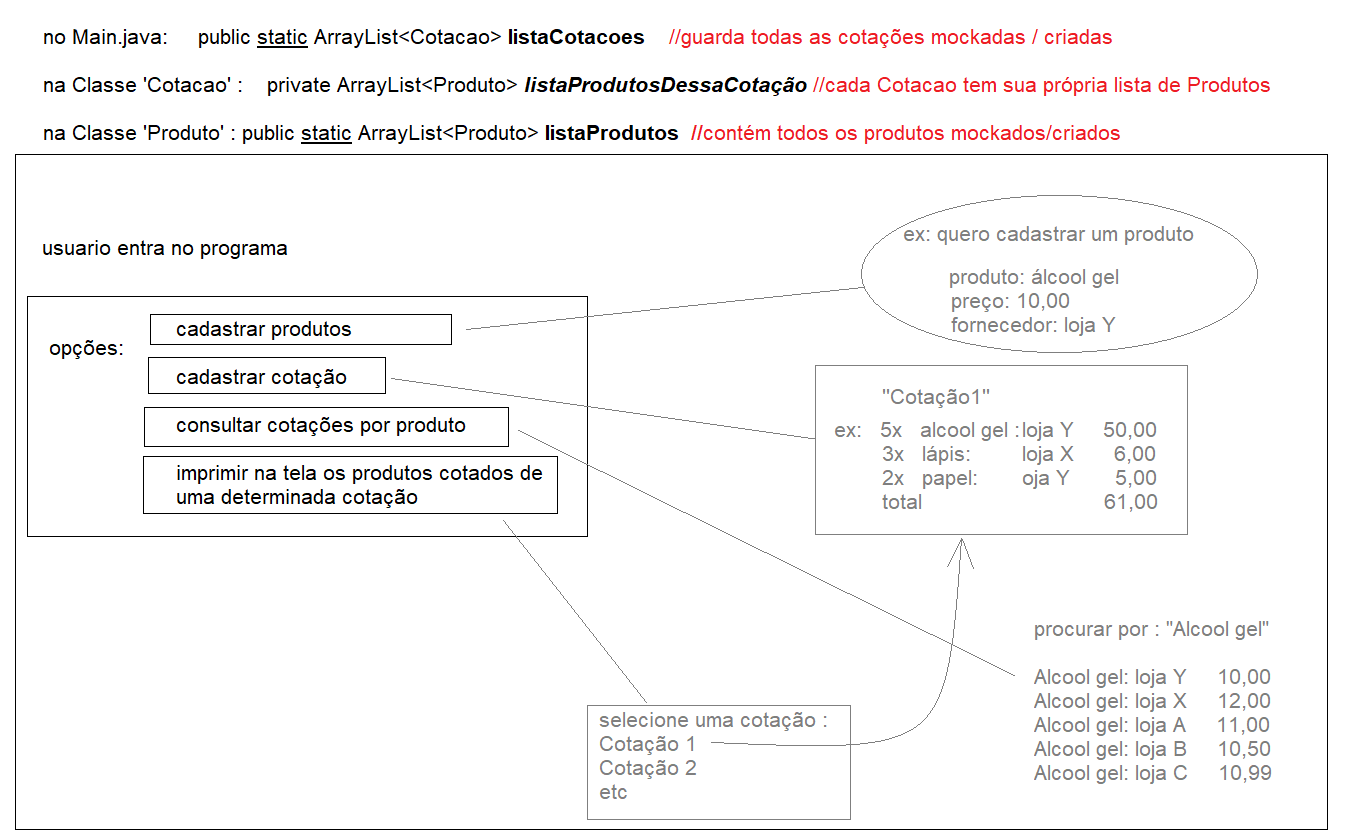 no Main.java: public static ArrayList<Cotacao> listaCotacoes //guarda todas as cotações mockadas / criadas
na Classe 'Cotacao' : private ArrayList<Produto> listaProdutosDessaCotação //cada Cotacao tem sua própria lista de Produtos
na Classe 'Produto' : public static ArrayList<Produto> listaProdutos //contém todos os produtos mockados/criados
usuario entra no programa
opções:
cadastrar produtos
cadastrar cotação
consultar cotações por produto
imprimir na tela os produtos cotados de
uma determinada cotação
ex: quero cadastrar um produto
produto: álcool gel
preço: 10,00
fornecedor: loja Y
"Cotação1"
ex: 5x alcool gel : loja Y 50,00
3x lápis: loja X 6,00
2x papel: oja Y 5,00
total 61,00
procurar por : "Alcool gel"
Alcool gel: loja Y 10,00
Alcool gel: loja X 12,00
Alcool gel: loja A 11,00
Alcool gel: loja B 10,50
Alcool gel: loja C 10,99
selecione uma cotação :
Cotação 1
Cotação 2
etc